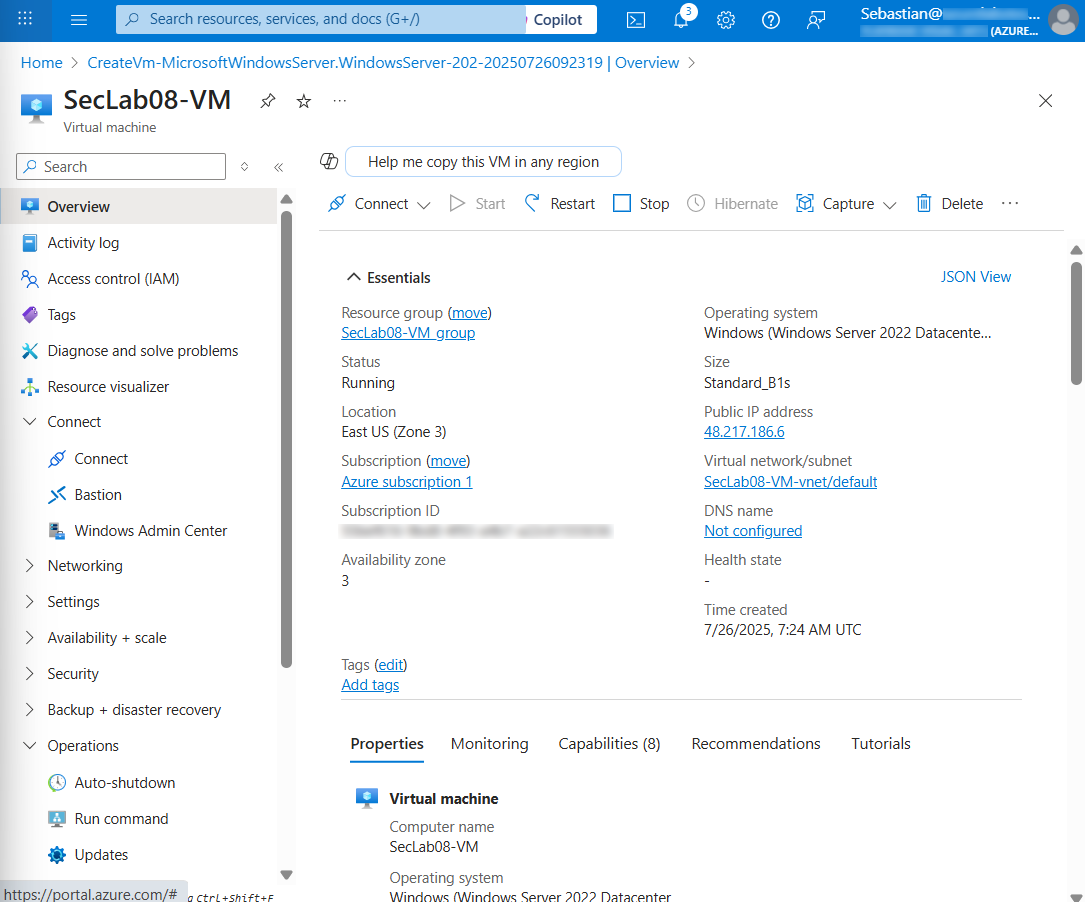 Search resources, services, and docs (G+/)
Copilot
3
Sebastian@
...
(AZURE...
Home > CreateVm-MicrosoftWindowsServer.WindowsServer-202-20250726092319 | Overview >
SecLab08-VM
...
Virtual machine
Search
Overview
Activity log
Access control (IAM)
Tags
Diagnose and solve problems
Resource visualizer
Connect
Connect
Bastion
Windows Admin Center
Networking
Settings
Availability + scale
Security
Backup + disaster recovery
Operations
Auto-shutdown
Run command
Updates
https://portal.azure.com/#
Ctrl+Shift+F
Help me copy this VM in any region
Connect
Start
Restart
Stop
Hibernate
Capture
Delete
...
Essentials
JSON View
Resource group (move)
SecLab08-VM_group
Status
Running
Location
East US (Zone 3)
Subscription (move)
Azure subscription 1
Subscription ID
Availability zone
3
Operating system
Windows (Windows Server 2022 Datacente...
Size
Standard_B1s
Public IP address
48.217.186.6
Virtual network/subnet
SecLab08-VM-vnet/default
DNS name
Not configured
Health state
-
Time created
7/26/2025, 7:24 AM UTC
Tags (edit)
Add tags
Properties
Monitoring
Capabilities (8)
Recommendations
Tutorials
Virtual machine
Computer name
SecLab08-VM
Operating system
Windows (Windows Server 2022 Datacenter